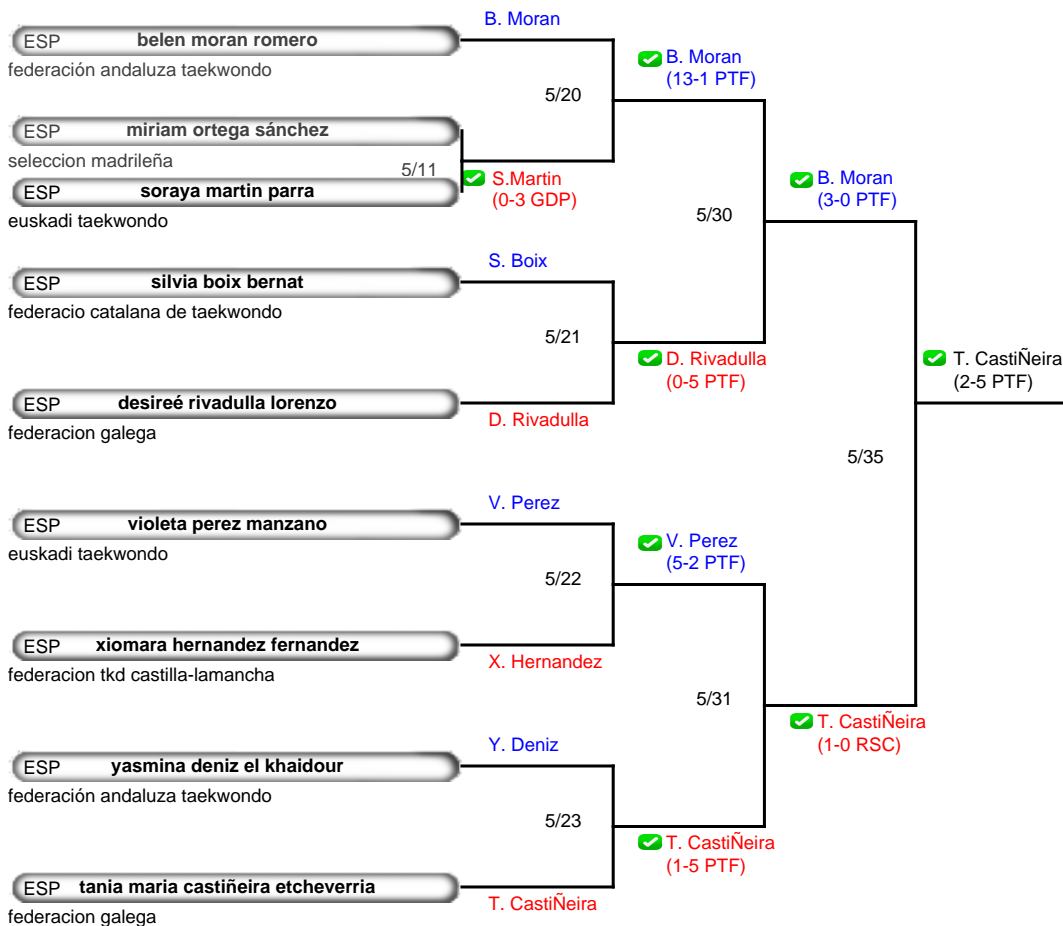 B. Moran
ESP belen moran romero
federación andaluza taekwondo
B. Moran
(13-1 PTF)
5/20
ESP miriam ortega sánchez
seleccion madrileña
5/11
S.Martin
(0-3 GDP)
ESP soraya martin parra
euskadi taekwondo
B. Moran
(3-0 PTF)
5/30
S. Boix
ESP silvia boix bernat
federacio catalana de taekwondo
5/21
D. Rivadulla
(0-5 PTF)
T. CastiÑeira
(2-5 PTF)
ESP desireé rivadulla lorenzo
D. Rivadulla
federacion galega
5/35
V. Perez
ESP violeta perez manzano
euskadi taekwondo
V. Perez
(5-2 PTF)
5/22
ESP xiomara hernandez fernandez
X. Hernandez
federacion tkd castilla-lamancha
5/31
T. CastiÑeira
(1-0 RSC)
Y. Deniz
ESP yasmina deniz el khaidour
federación andaluza taekwondo
5/23
T. CastiÑeira
(1-5 PTF)
ESP tania maria castiñeira etcheverria
T. CastiÑeira
federacion galega